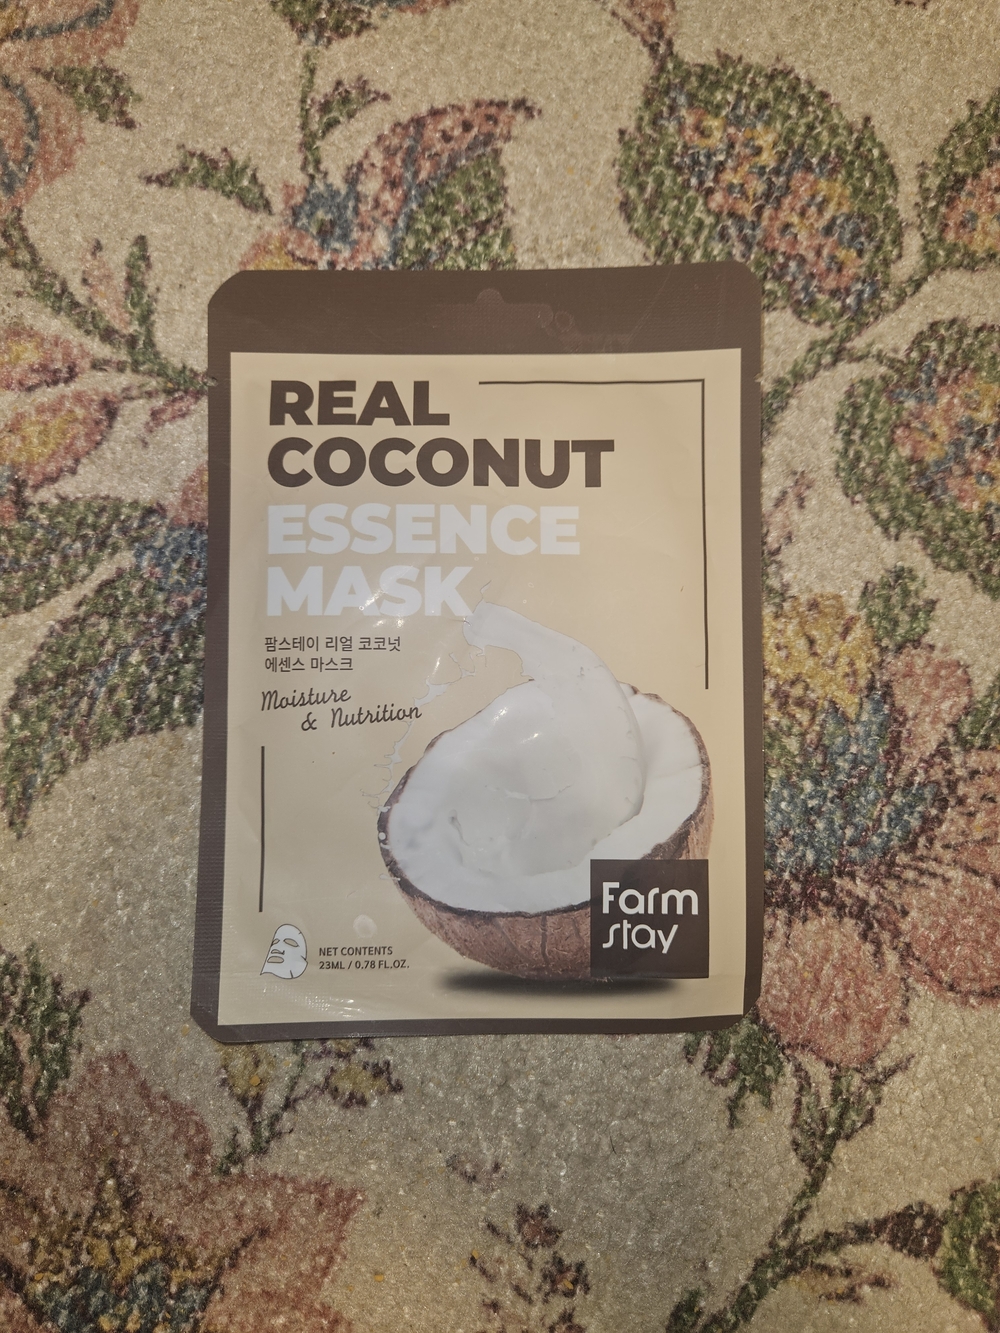 REAL
COCONUT
ESSENCE
MASK
팜스테이 리얼 코코넛
에센스 마스크
Moisture
& Nutrition
NET CONTENTS
23ML / 0.78 FL.OZ.
Farm
stay